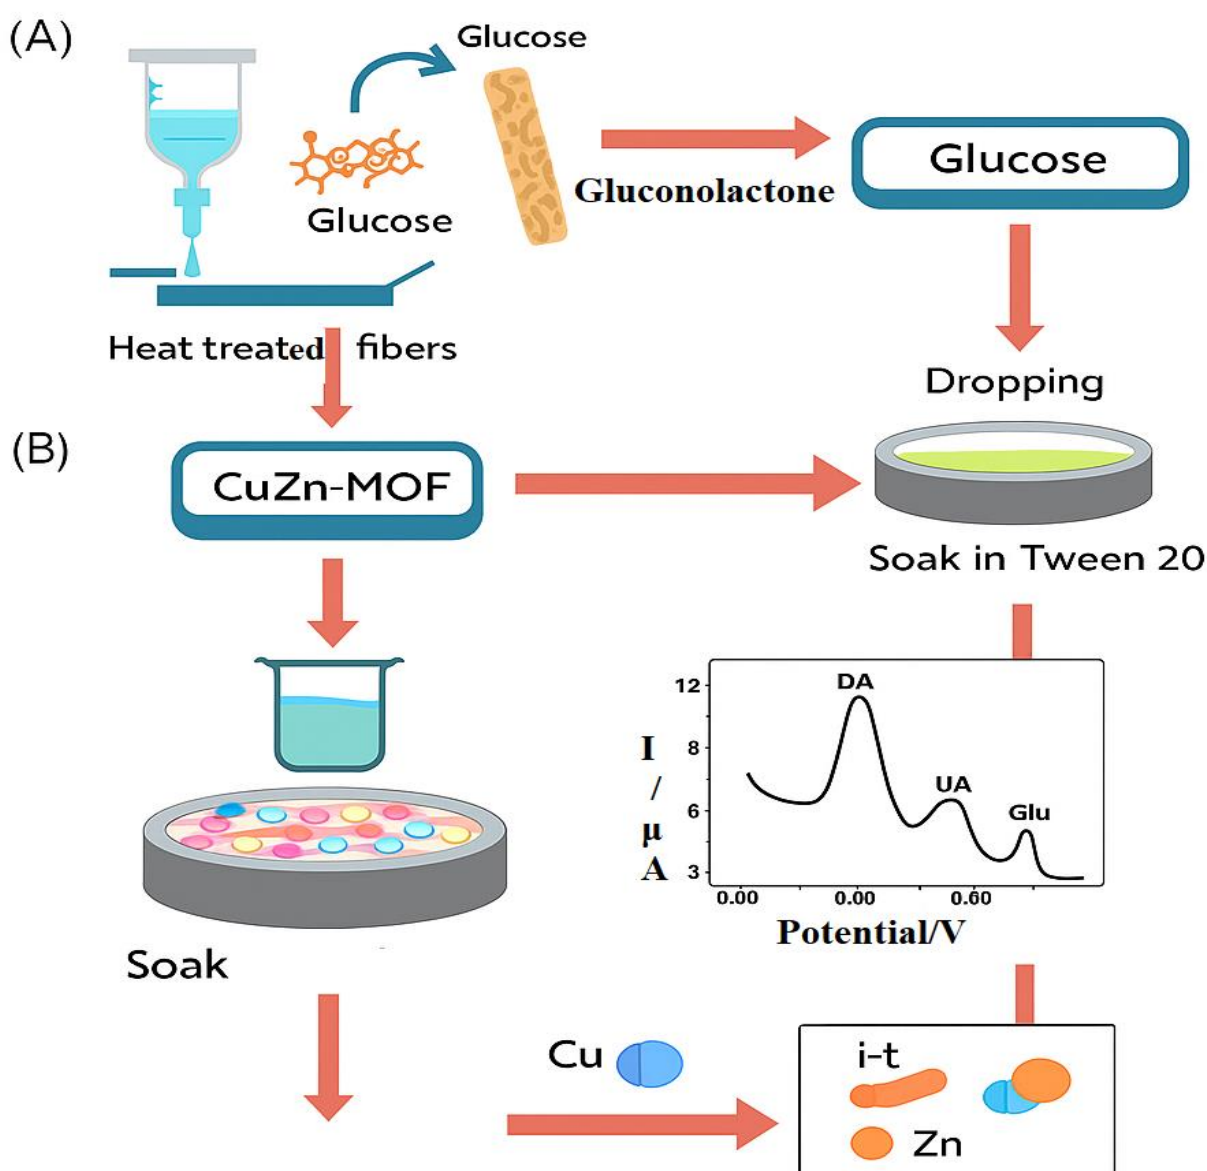 (A)
Glucose
Glucose
Gluconolactone
Glucose
Heat treated fibers
Dropping
(B)
CuZn-MOF
Soak in Tween 20
I
/
μ
A
12
8
6
3
DA
UA
Glu
0.00
0.00
0.60
Potential/V
Soak
Cu
i-t
Zn